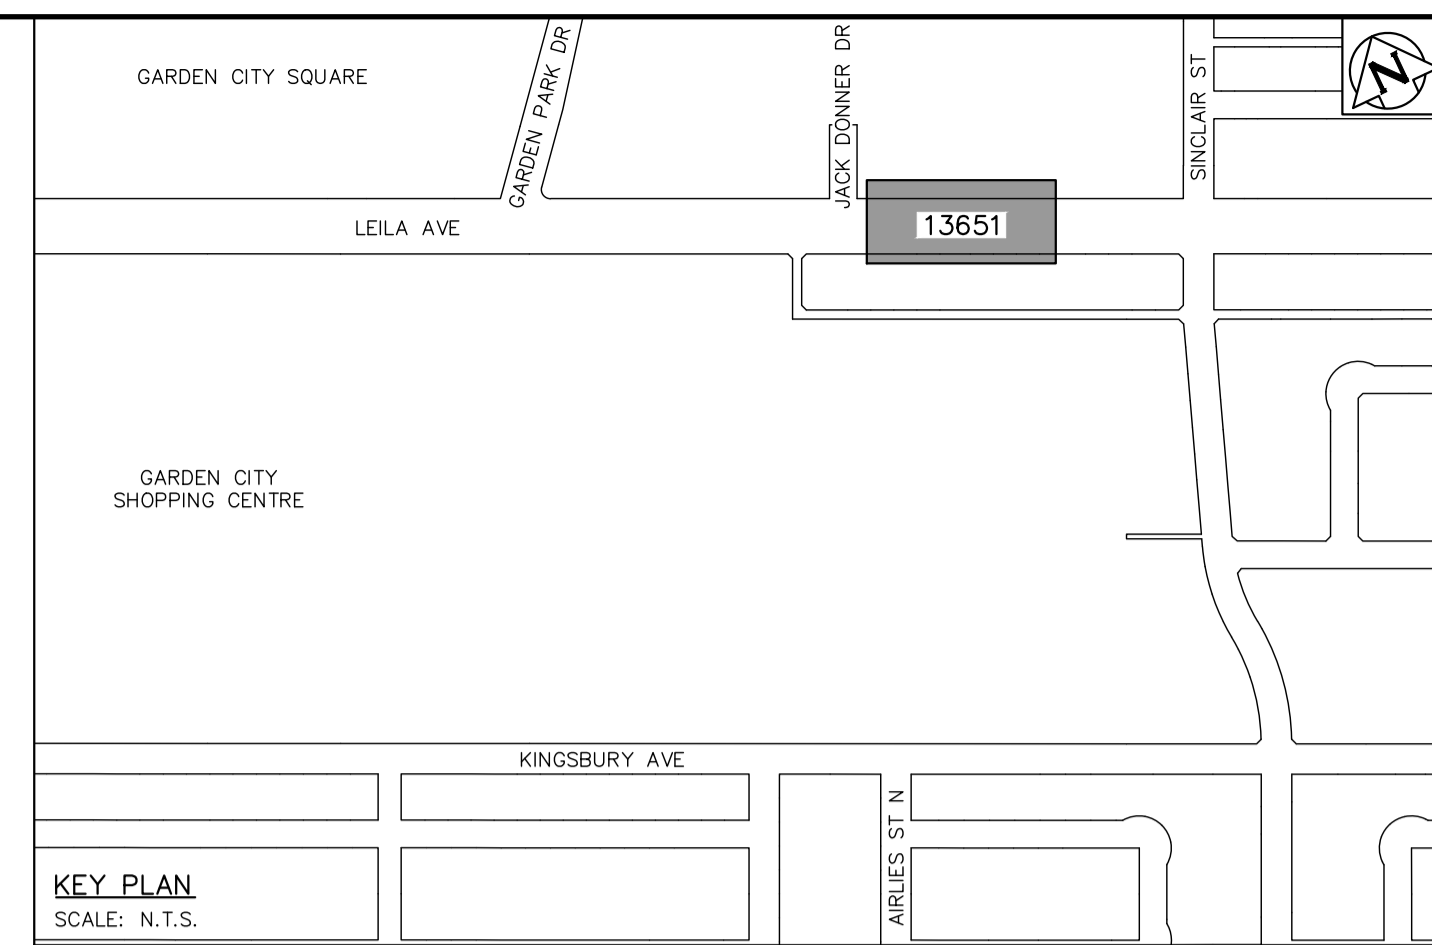 GARDEN CITY SQUARE
GARDEN PARK DR
JACK DONNER DR
SINCLAIR ST
N
LEILA AVE
13651
GARDEN CITY
SHOPPING CENTRE
KINGSBURY AVE
AIRLIES ST N
KEY PLAN
SCALE: N.T.S.